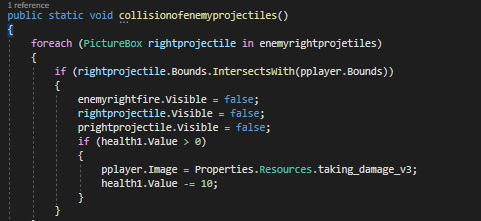 1 reference
public static void collisionofenemyprojectiles()
{
foreach (PictureBox rightprojectile in enemyrightprojetiles)
{
if (rightprojectile.Bounds.IntersectsWith(pplayer.Bounds))
{
enemyrightfire.Visible = false;
rightprojectile.Visible = false;
prightprojectile.Visible = false;
if (health1.Value > 0)
{
pplayer.Image = Properties.Resources.taking_damage_v3;
health1.Value -= 10;
}
}